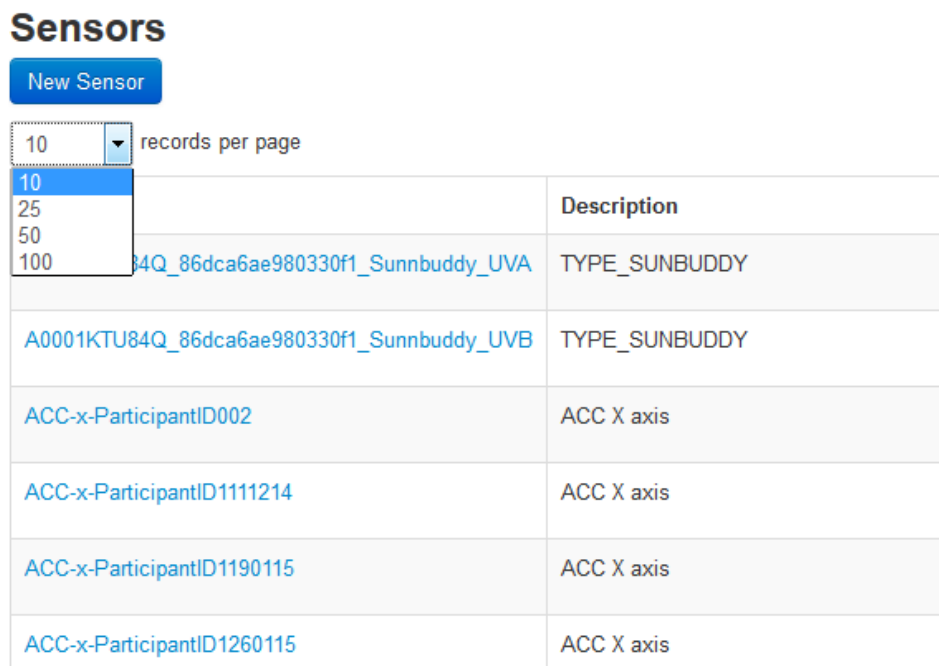 Sensors
New Sensor
10 records per page
10
25
50
100
Description
84Q_86dca6ae980330f1_Sunnbuddy_UVA TYPE_SUNBUDDY
A0001KTU84Q_86dca6ae980330f1_Sunnbuddy_UVB TYPE_SUNBUDDY
ACC-x-ParticipantID002 ACC X axis
ACC-x-ParticipantID1111214 ACC X axis
ACC-x-ParticipantID1190115 ACC X axis
ACC-x-ParticipantID1260115 ACC X axis